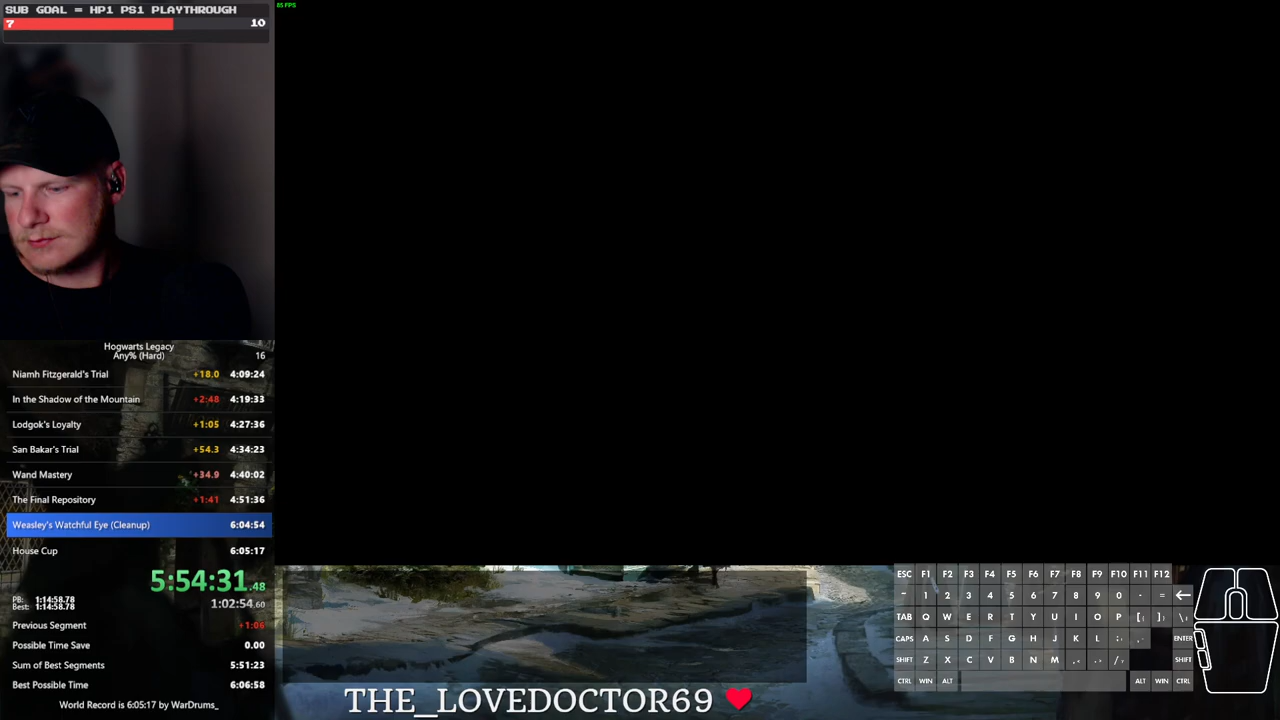 SUB GOAL = HP1 PS1 PLAYTHROUGH
7 10
85 FPS
Hogwarts Legacy
Any% (Hard) 16
Niamh Fitzgerald's Trial +18.0 4:09:24
In the Shadow of the Mountain +2:48 4:19:33
Lodgok's Loyalty +1:05 4:27:36
San Bakar's Trial +54.3 4:34:23
Wand Mastery +34.9 4:40:02
The Final Repository +1:41 4:51:36
Weasley's Watchful Eye (Cleanup) 6:04:54
House Cup 6:05:17
5:54:31.48
PB: 1:14:58.78
Best: 1:14:58.78
1:02:54.60
Previous Segment +1:06
Possible Time Save 0.00
Sum of Best Segments 5:51:23
Best Possible Time 6:06:58
World Record is 6:05:17 by WarDrums_
THE_LOVEDOCTOR69
ESC F1 F2 F3 F4 F5 F6 F7 F8 F9 F10 F11 F12
1 2 3 4 5 6 7 8 9 0 - =
TAB Q W E R T Y U I O P
CAPS A S D F G H J K L ENTER
SHIFT Z X C V B N M SHIFT
CTRL WIN ALT ALT WIN CTRL